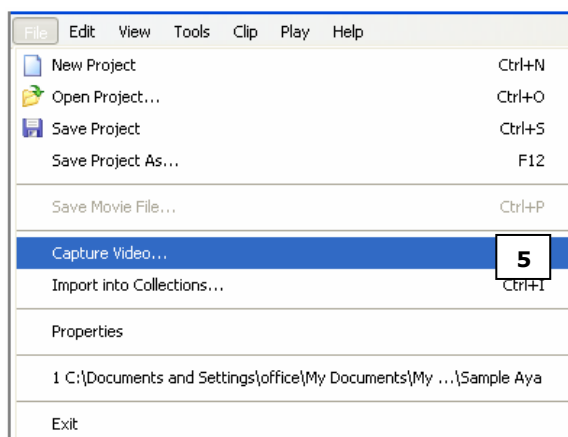 File Edit View Tools Clip Play Help
New Project Ctrl+N
Open Project... Ctrl+O
Save Project Ctrl+S
Save Project As... F12
Save Movie File... Ctrl+P
Capture Video... 5
Import into Collections... Ctrl+I
Properties
1 C:\Documents and Settings\office\My Documents\My ...\Sample Aya
Exit